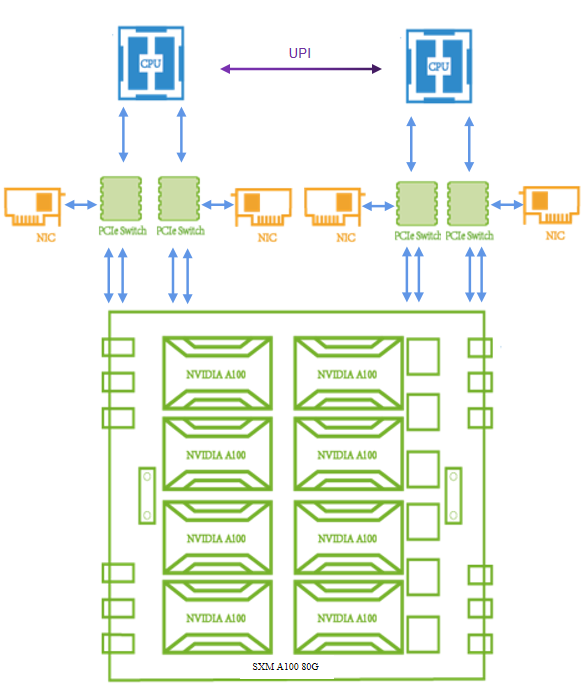 UPI
CPU
CPU
NIC
PCIe Switch
PCIe Switch
NIC
NIC
PCIe Switch
PCIe Switch
NIC
NVIDIA A100
NVIDIA A100
NVIDIA A100
NVIDIA A100
NVIDIA A100
NVIDIA A100
NVIDIA A100
NVIDIA A100
SXM A100 80G